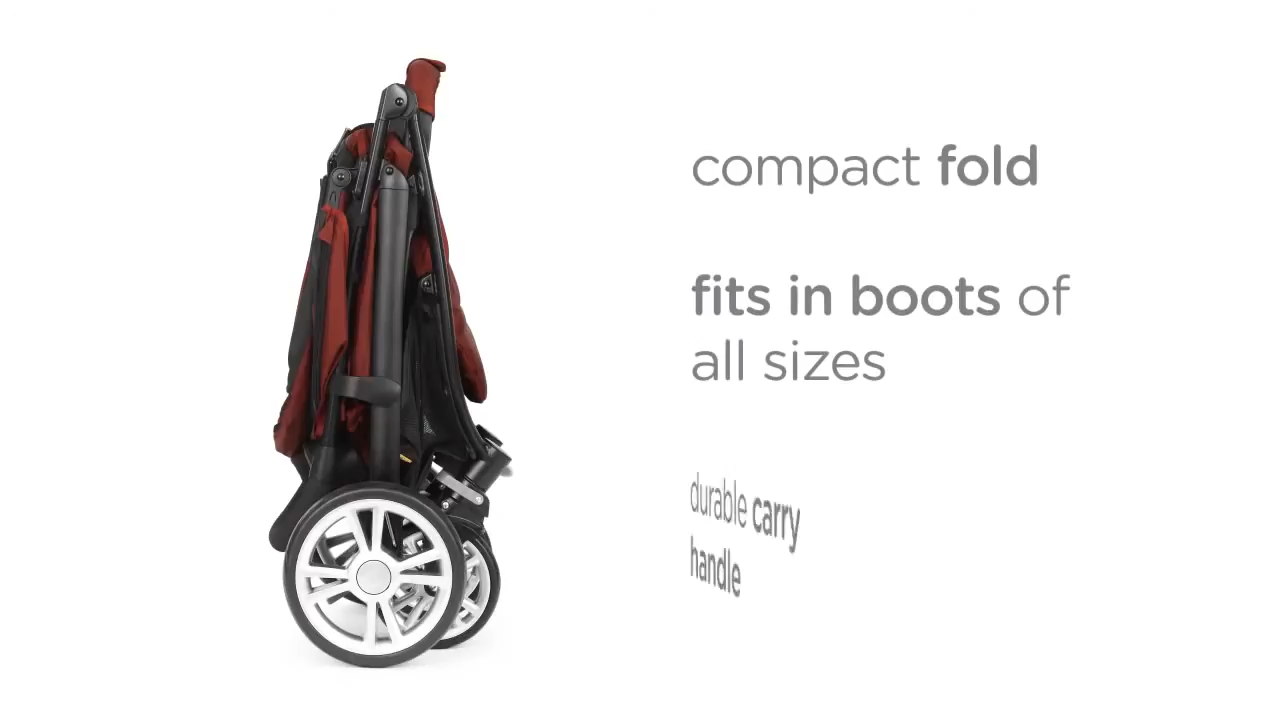 compact fold
fits in boots of
all sizes
durable carry
handle